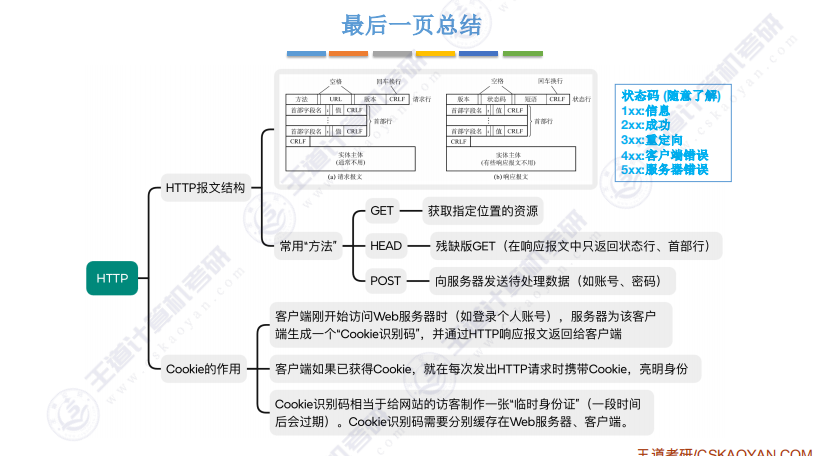 最后一页总结
空格
回车换行
方法
URL
版本
CRLF
请求行
首部字段名
:
值
CRLF
⋮
首部行
首部字段名
:
值
CRLF
CRLF
实体主体
(通常不用)
(a) 请求报文
空格
回车换行
版本
状态码
短语
CRLF
状态行
首部字段名
:
值
CRLF
⋮
首部行
首部字段名
:
值
CRLF
CRLF
实体主体
(有些响应报文不用)
(b) 响应报文
状态码 (随意了解)
1xx:信息
2xx:成功
3xx:重定向
4xx:客户端错误
5xx:服务器错误
HTTP
HTTP报文结构
常用“方法”
GET
获取指定位置的资源
HEAD
残缺版GET（在响应报文中只返回状态行、首部行）
POST
向服务器发送待处理数据（如账号、密码）
Cookie的作用
客户端刚开始访问Web服务器时（如登录个人账号），服务器为该客户
端生成一个“Cookie识别码”，并通过HTTP响应报文返回给客户端
客户端如果已获得Cookie，就在每次发出HTTP请求时携带Cookie，亮明身份
Cookie识别码相当于给网站的访客制作一张“临时身份证”（一段时间
后会过期）。Cookie识别码需要分别缓存在Web服务器、客户端。
王道考研/CSKAOYAN.COM
王道计算机考研
www.cskaoyan.com